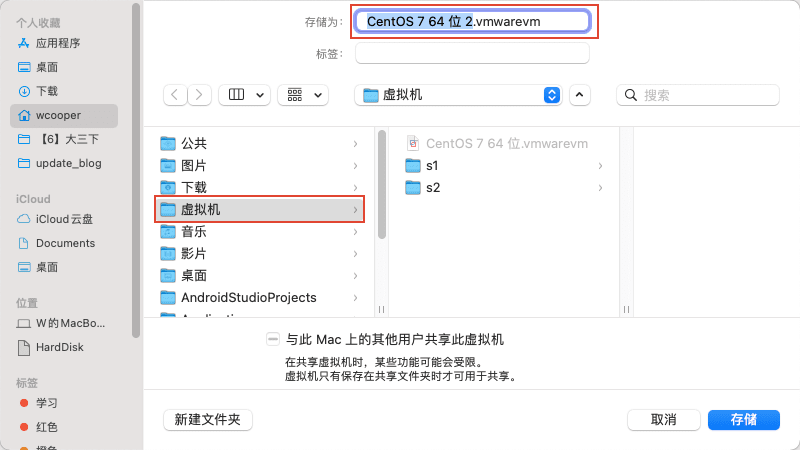 存储为:
CentOS 7 64 位 2.vmwarevm
标签:
虚拟机
搜索
个人收藏
应用程序
桌面
下载
wcooper
【6】大三下
update_blog
iCloud
iCloud 云盘
Documents
桌面
位置
W的MacBo...
HardDisk
标签
学习
红色
公共
图片
下载
虚拟机
音乐
影片
桌面
AndroidStudioProjects
CentOS 7 64 位.vmwarevm
s1
s2
与此 Mac 上的其他用户共享此虚拟机
在共享虚拟机时，某些功能可能会受限。
虚拟机只有保存在共享文件夹时才可用于共享。
新建文件夹
取消
存储